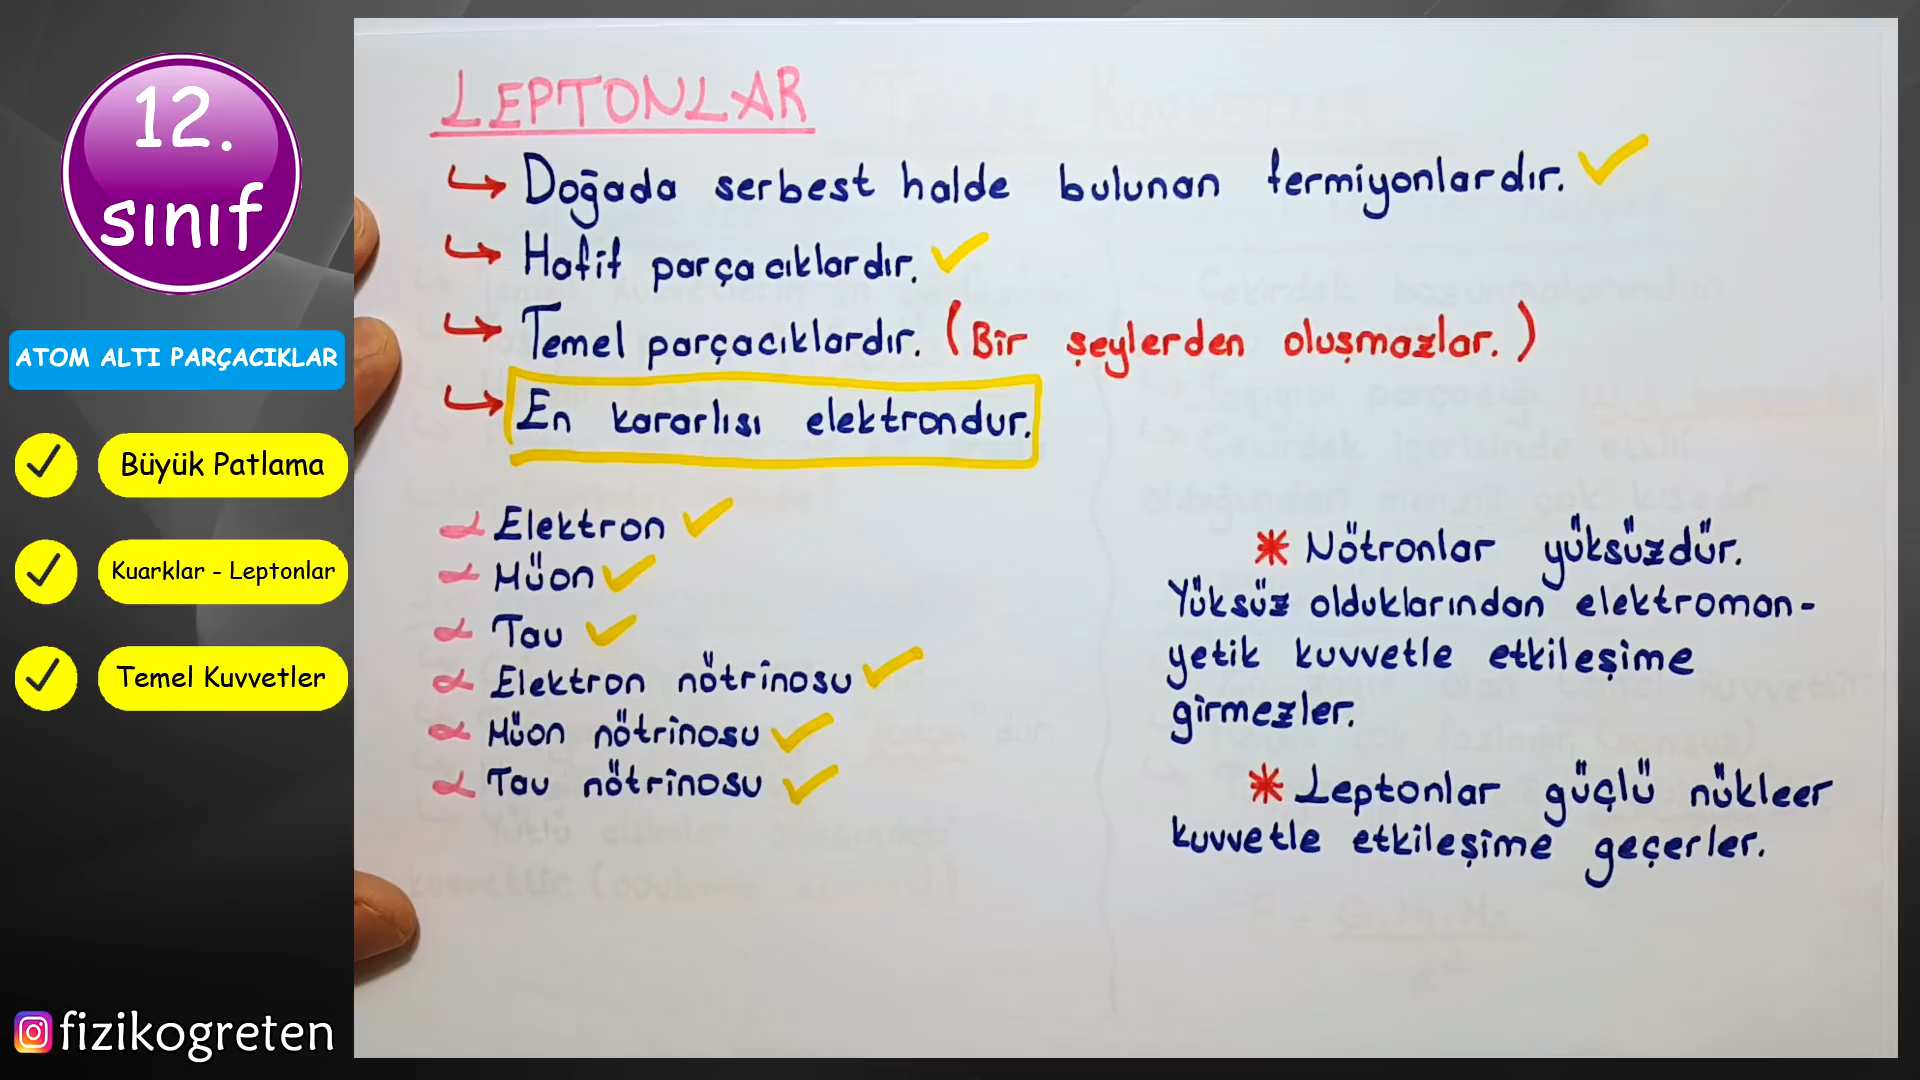 12.
sınıf
ATOM ALTI PARÇACIKLAR
Büyük Patlama
Kuarklar - Leptonlar
Temel Kuvvetler
fizikogreten
LEPTONLAR
Doğada serbest halde bulunan fermiyonlardır.
Hafif parçacıklardır.
Temel parçacıklardır. (Bir şeylerden oluşmazlar.)
En kararlısı elektrondur.
Elektron
Müon
Tau
Elektron nötrinosu
Müon nötrinosu
Tau nötrinosu
* Nötronlar yüksüzdür.
Yüksüz olduklarından elektroman-
yetik kuvvetle etkileşime
girmezler.
* Leptonlar güçlü nükleer
kuvvetle etkileşime geçerler.